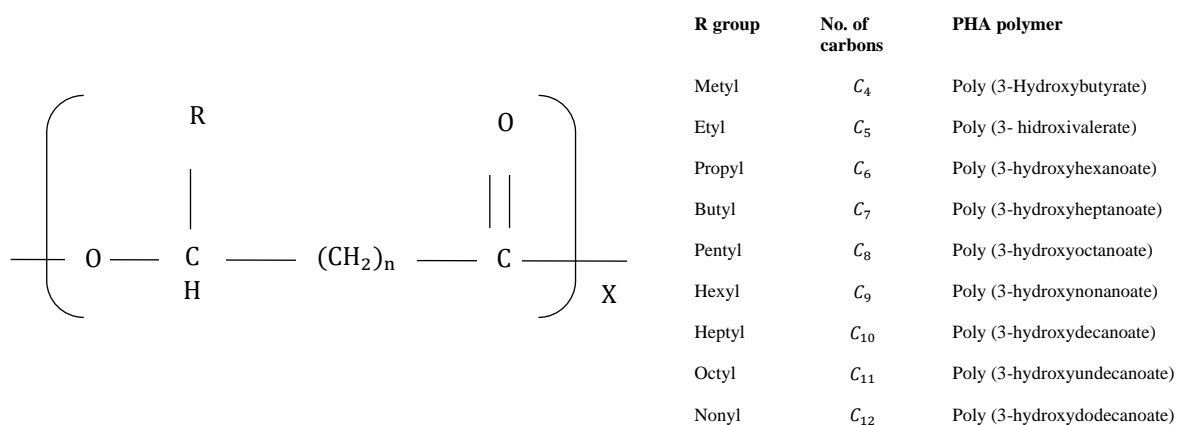 R
O
O
C
(CH₂)ₙ
C
H
X
R group No. of carbons PHA polymer
Metyl C₄ Poly (3-Hydroxybutyrate)
Etyl C₅ Poly (3- hidroxivalerate)
Propyl C₆ Poly (3-hydroxyhexanoate)
Butyl C₇ Poly (3-hydroxyheptanoate)
Pentyl C₈ Poly (3-hydroxyoctanoate)
Hexyl C₉ Poly (3-hydroxynonanoate)
Heptyl C₁₀ Poly (3-hydroxydecanoate)
Octyl C₁₁ Poly (3-hydroxyundecanoate)
Nonyl C₁₂ Poly (3-hydroxydodecanoate)